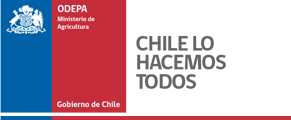 ODEPA
Ministerio de
Agricultura
Gobierno de Chile
CHILE LO
HACEMOS
TODOS